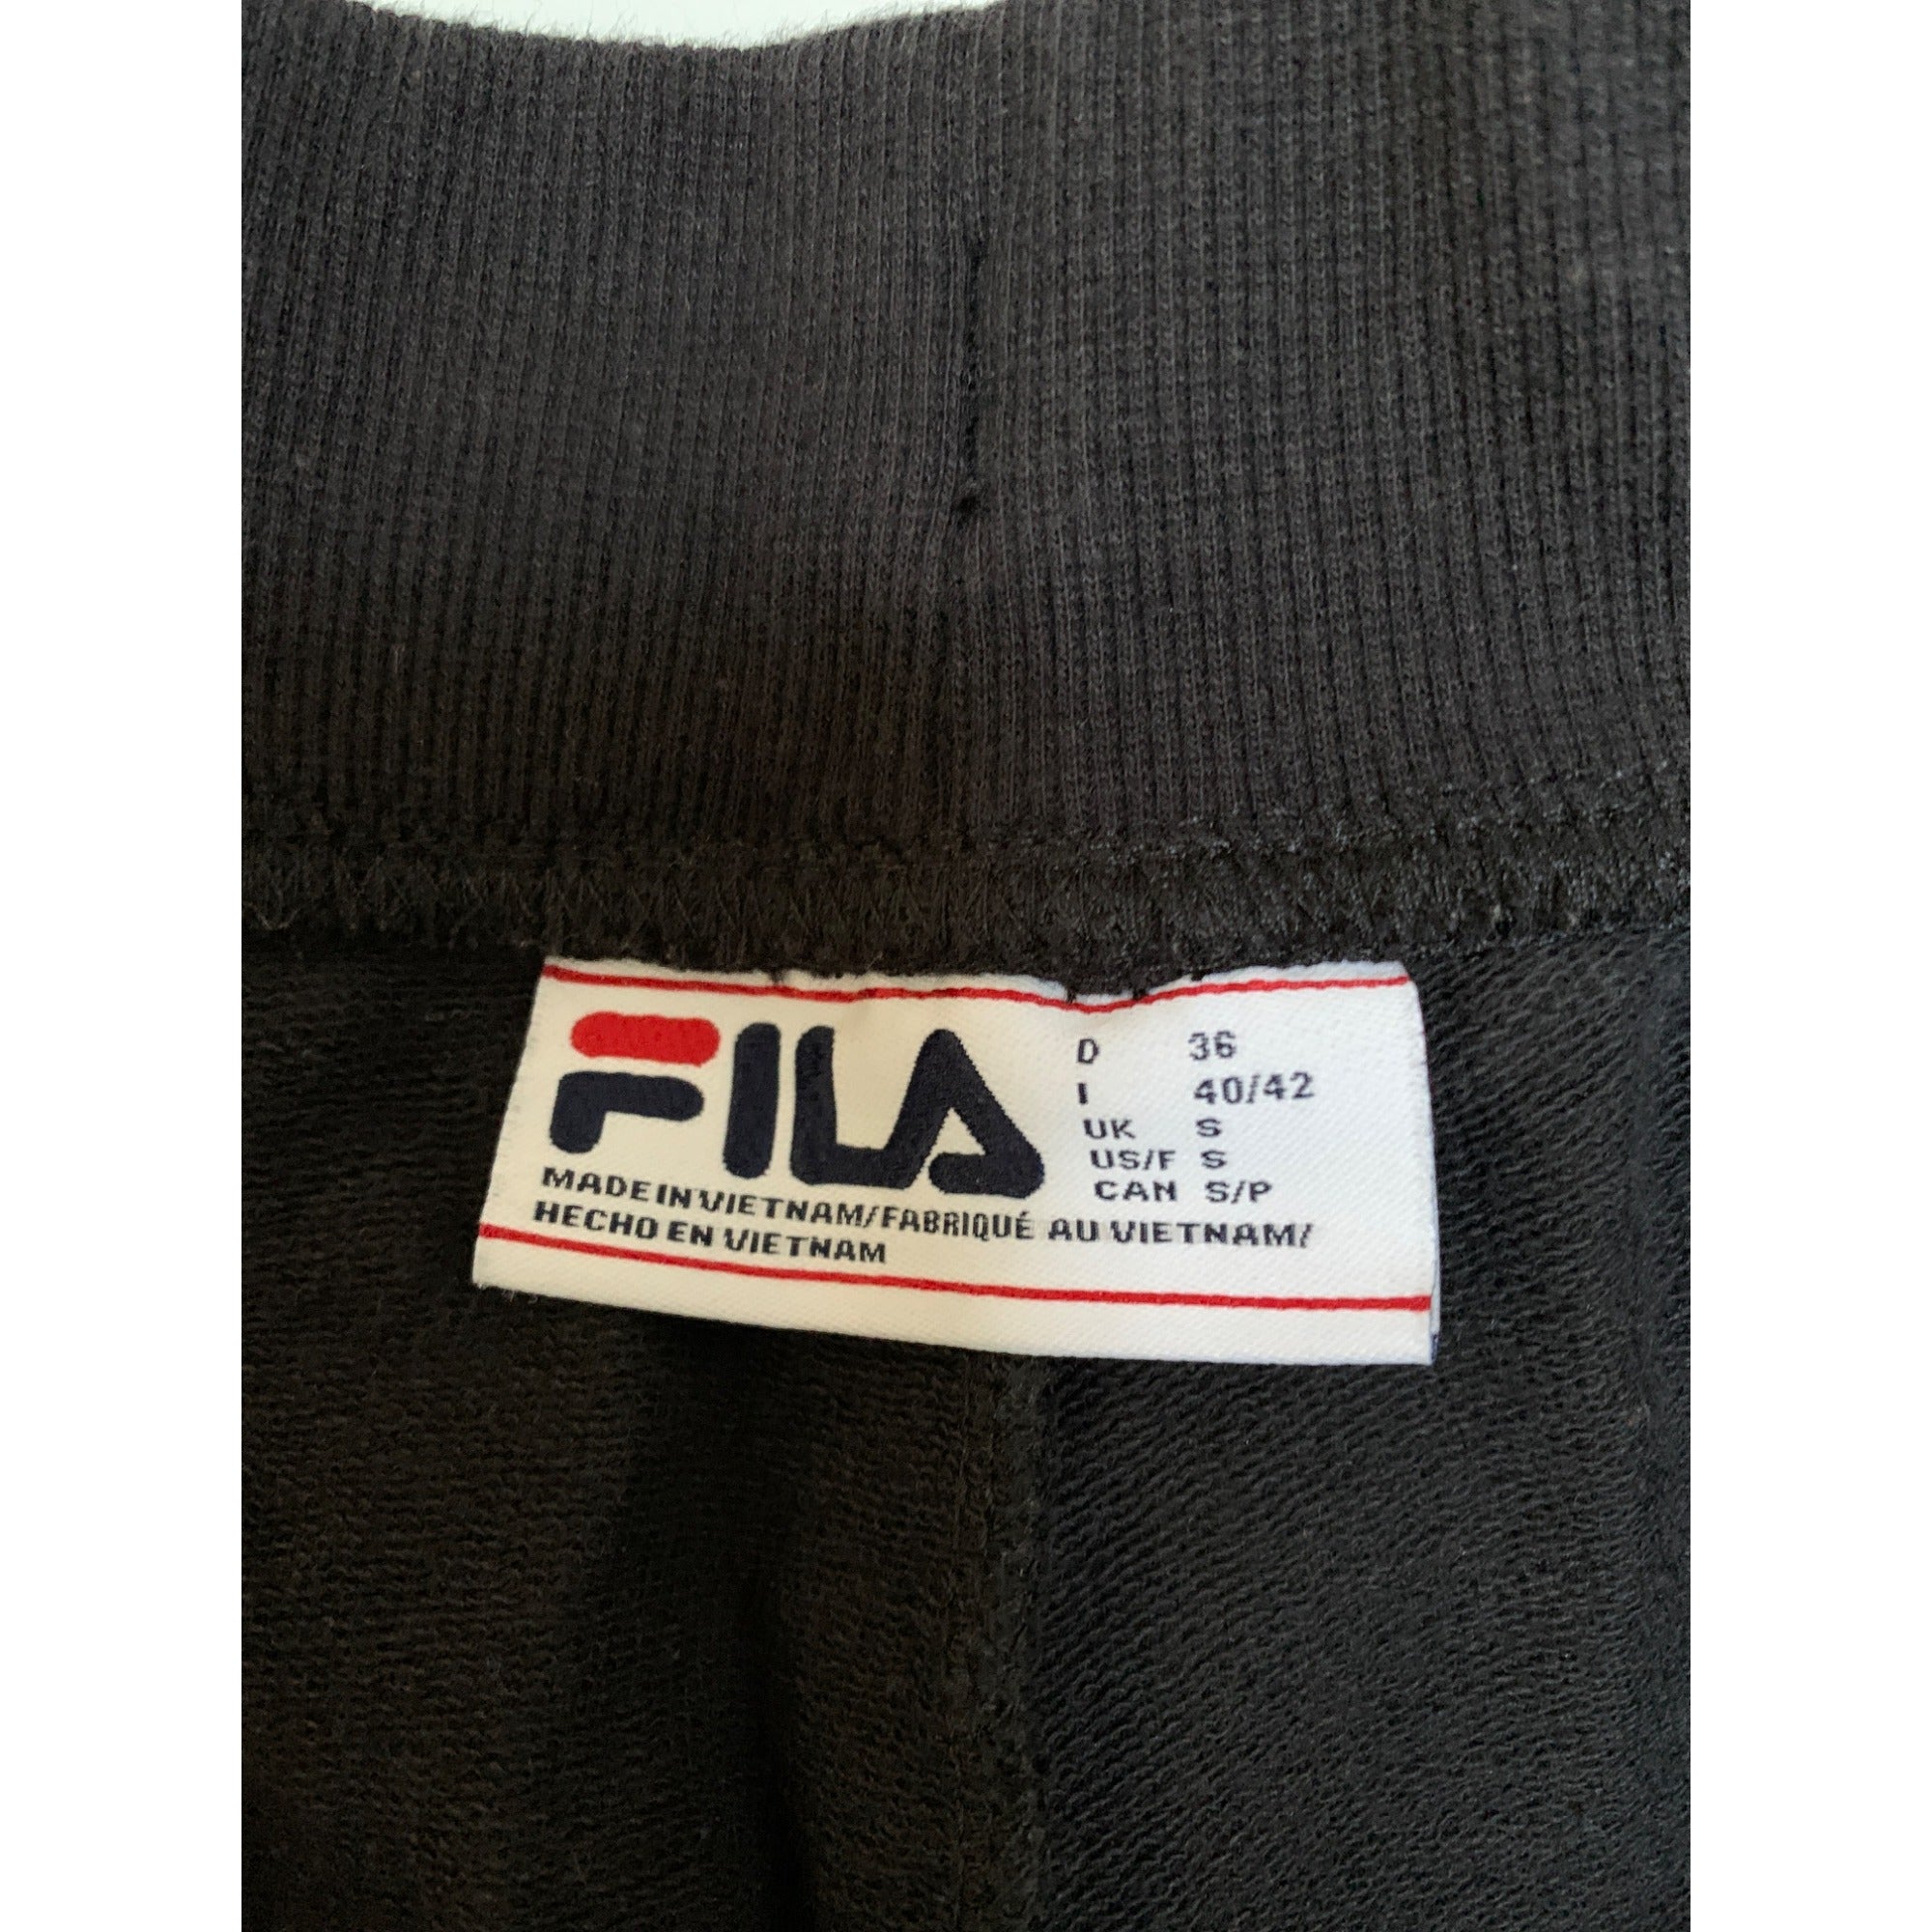 FILA
D 36
I 40/42
UK S
US/F S
CAN S/P
MADE IN VIETNAM/FABRIQUÉ AU VIETNAM/
HECHO EN VIETNAM